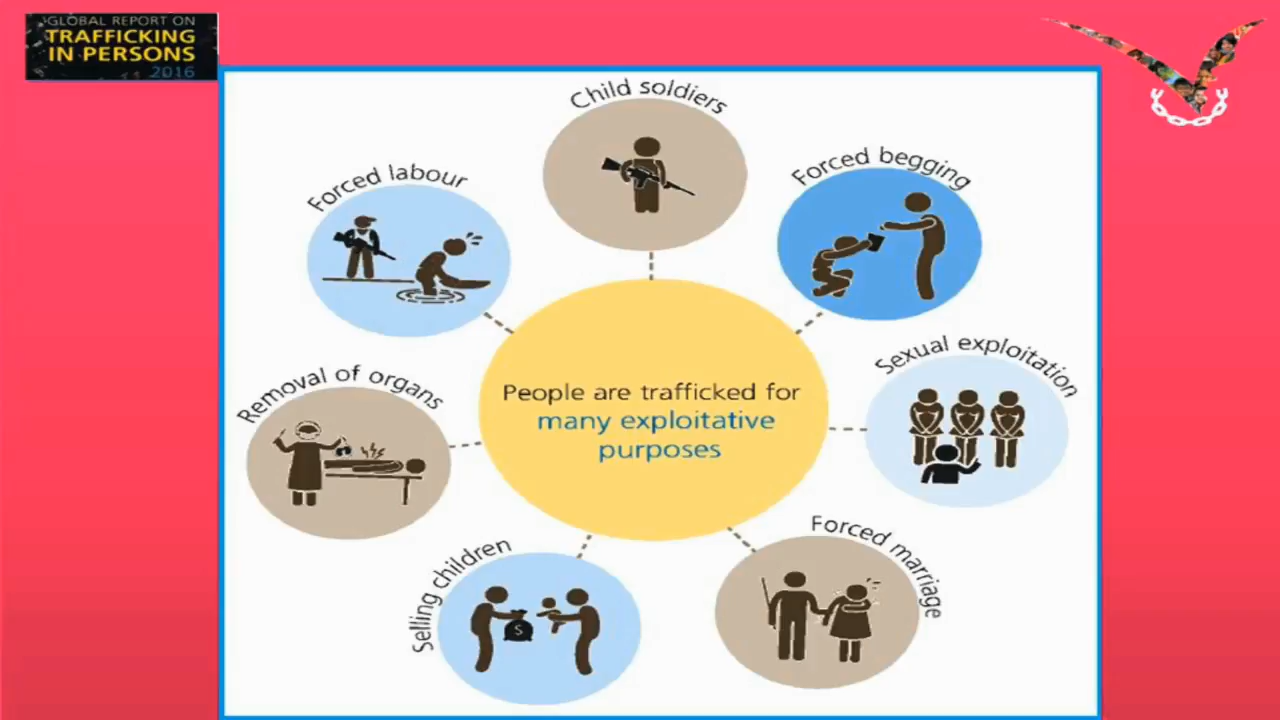 GLOBAL REPORT ON
TRAFFICKING
IN PERSONS
2016
Child soldiers
Forced begging
Forced labour
Sexual exploitation
Removal of organs
People are trafficked for
many exploitative
purposes
Forced marriage
Selling children
$